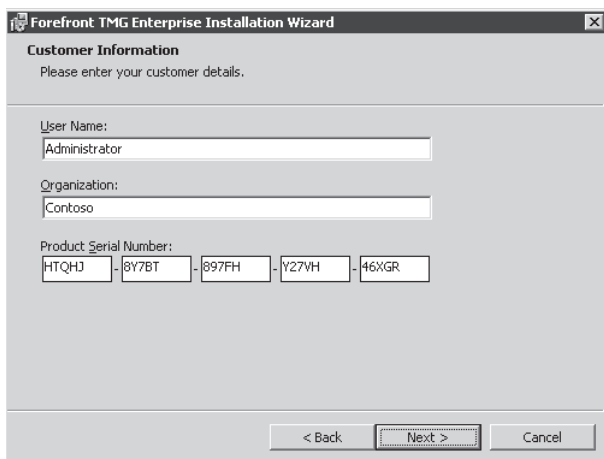 Forefront TMG Enterprise Installation Wizard
Customer Information
Please enter your customer details.
User Name:
Administrator
Organization:
Contoso
Product Serial Number:
HTQHJ - 8Y7BT - 897FH - Y27VH - 46XGR
< Back Next > Cancel